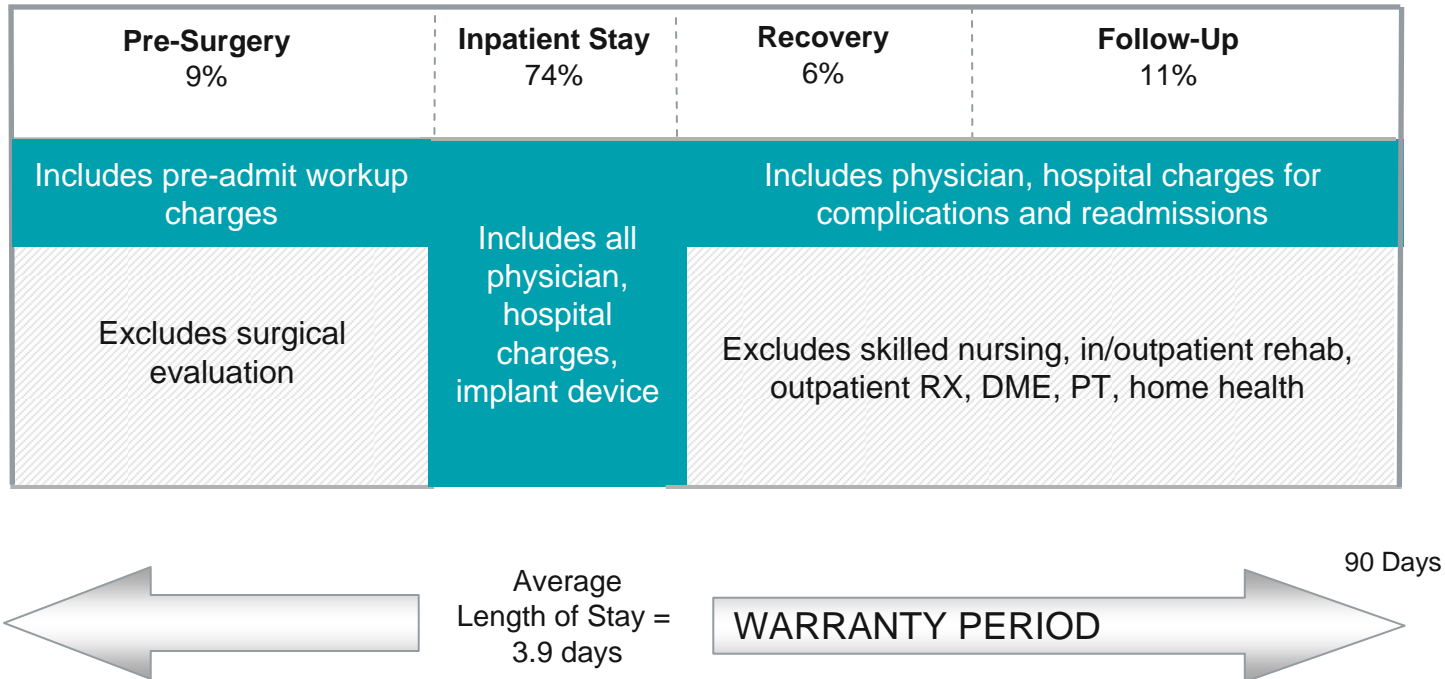 Pre-Surgery
9%
Inpatient Stay
74%
Recovery
6%
Follow-Up
11%
Includes pre-admit workup
charges
Includes physician, hospital charges for
complications and readmissions
Includes all
physician,
hospital
charges,
implant device
Excludes surgical
evaluation
Excludes skilled nursing, in/outpatient rehab,
outpatient RX, DME, PT, home health
Average
Length of Stay =
3.9 days
WARRANTY PERIOD
90 Days